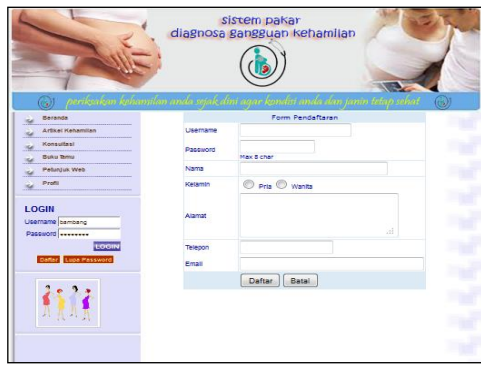 sistem pakar
diagnosa gangguan kehamilan
periksakan kehamilan anda sejak dini agar kondisi anda dan janin tetap sehat
Beranda
Artikel Kehamilan
Konsultasi
Buku Tamu
Petunjuk Web
Profil
LOGIN
Username bambang
Password ••••••••
LOGIN
Daftar Lupa Password
Form Pendaftaran
Username
Password
Max 8 char
Nama
Kelamin Pria Wanita
Alamat
Telepon
Email
Daftar Batal